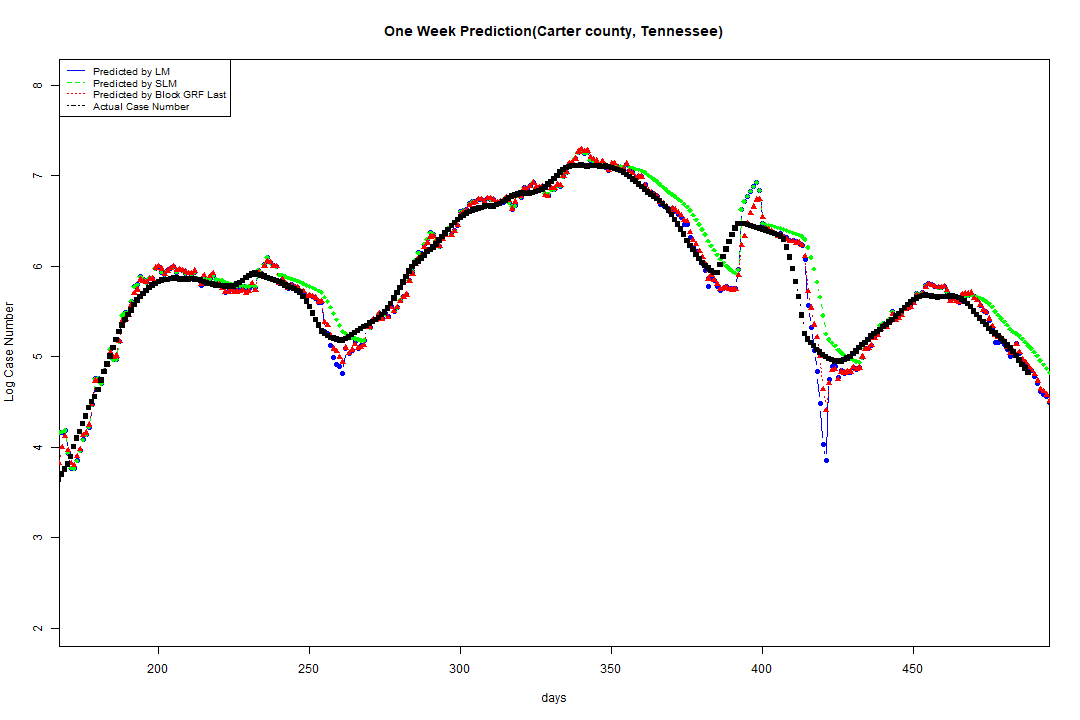 One Week Prediction(Carter county, Tennessee)
Predicted by LM
Predicted by SLM
Predicted by Block GRF Last
Actual Case Number
8
7
6
5
4
3
2
Log Case Number
200 250 300 350 400 450
days